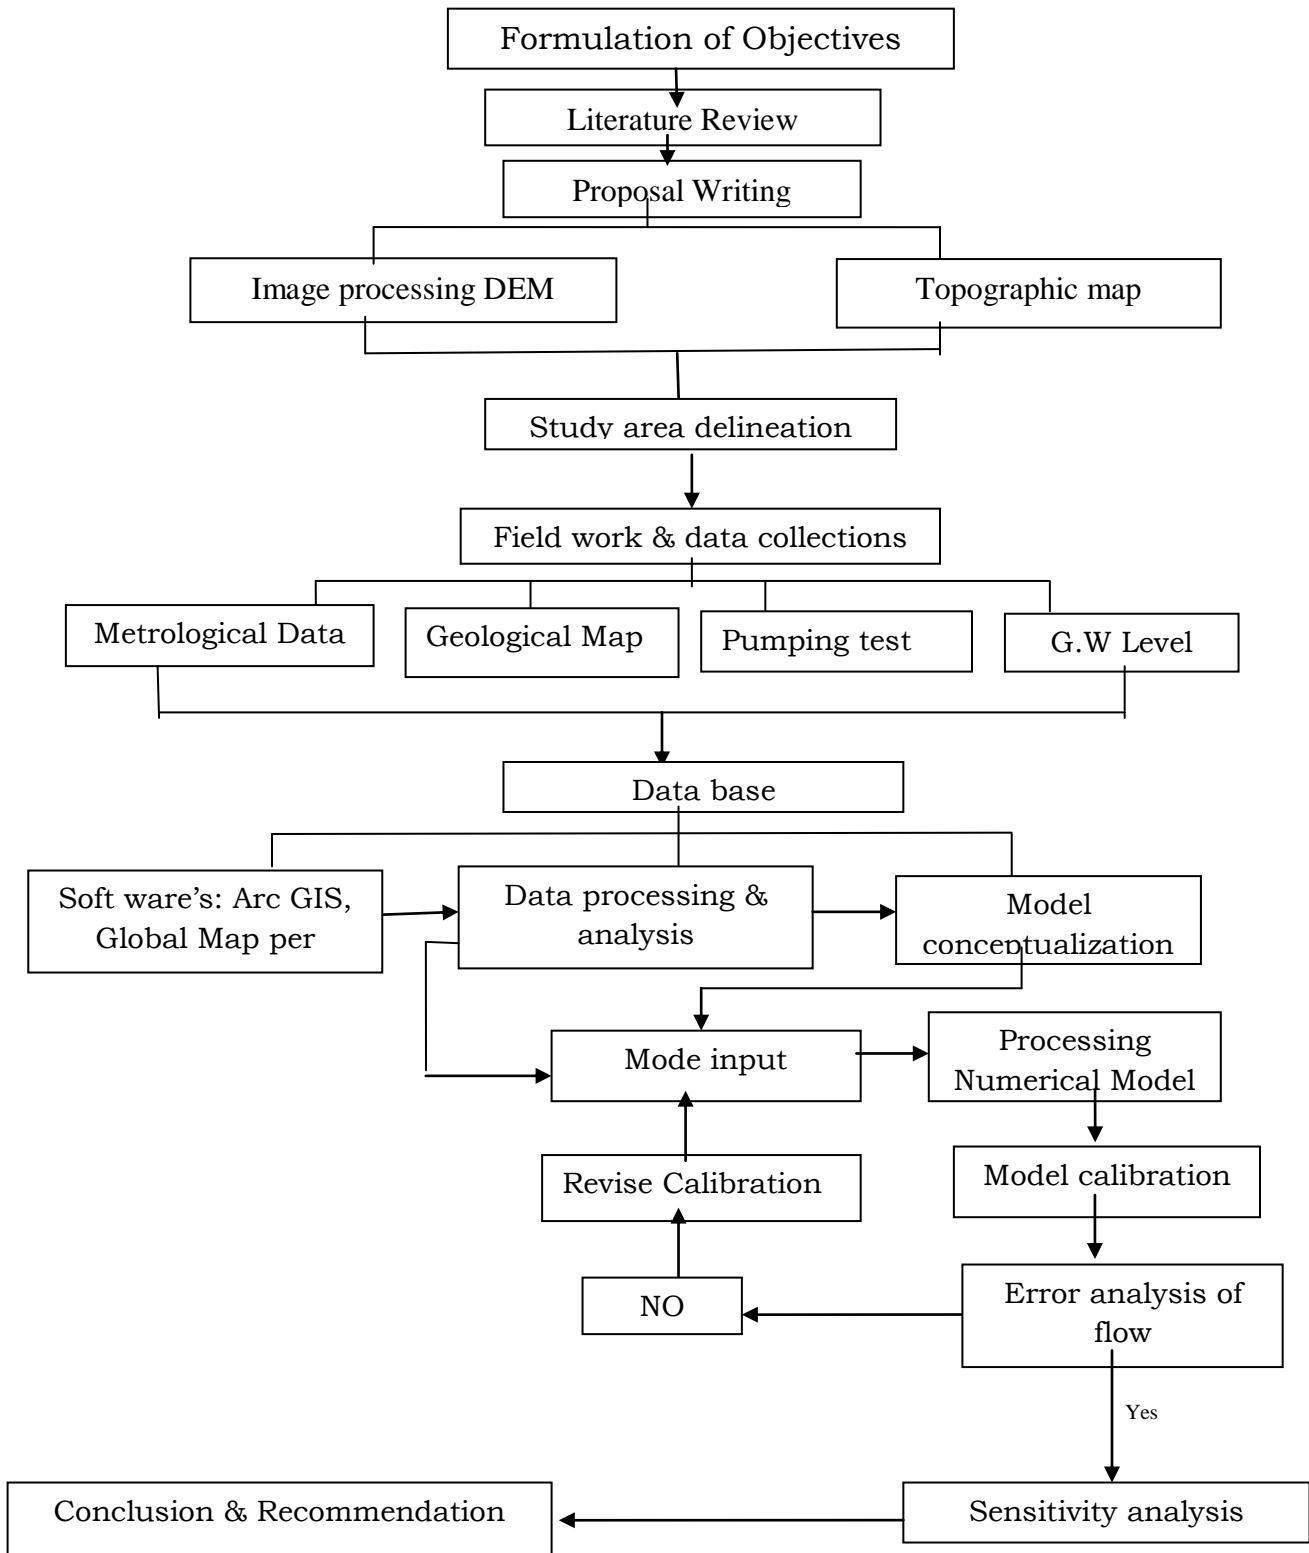 Formulation of Objectives
Literature Review
Proposal Writing
Image processing DEM
Topographic map
Study area delineation
Field work & data collections
Metrological Data
Geological Map
Pumping test
G.W Level
Data base
Soft ware’s: Arc GIS,
Global Map per
Data processing &
analysis
Model
conceptualization
Mode input
Processing
Numerical Model
Revise Calibration
Model calibration
NO
Error analysis of
flow
Yes
Conclusion & Recommendation
Sensitivity analysis